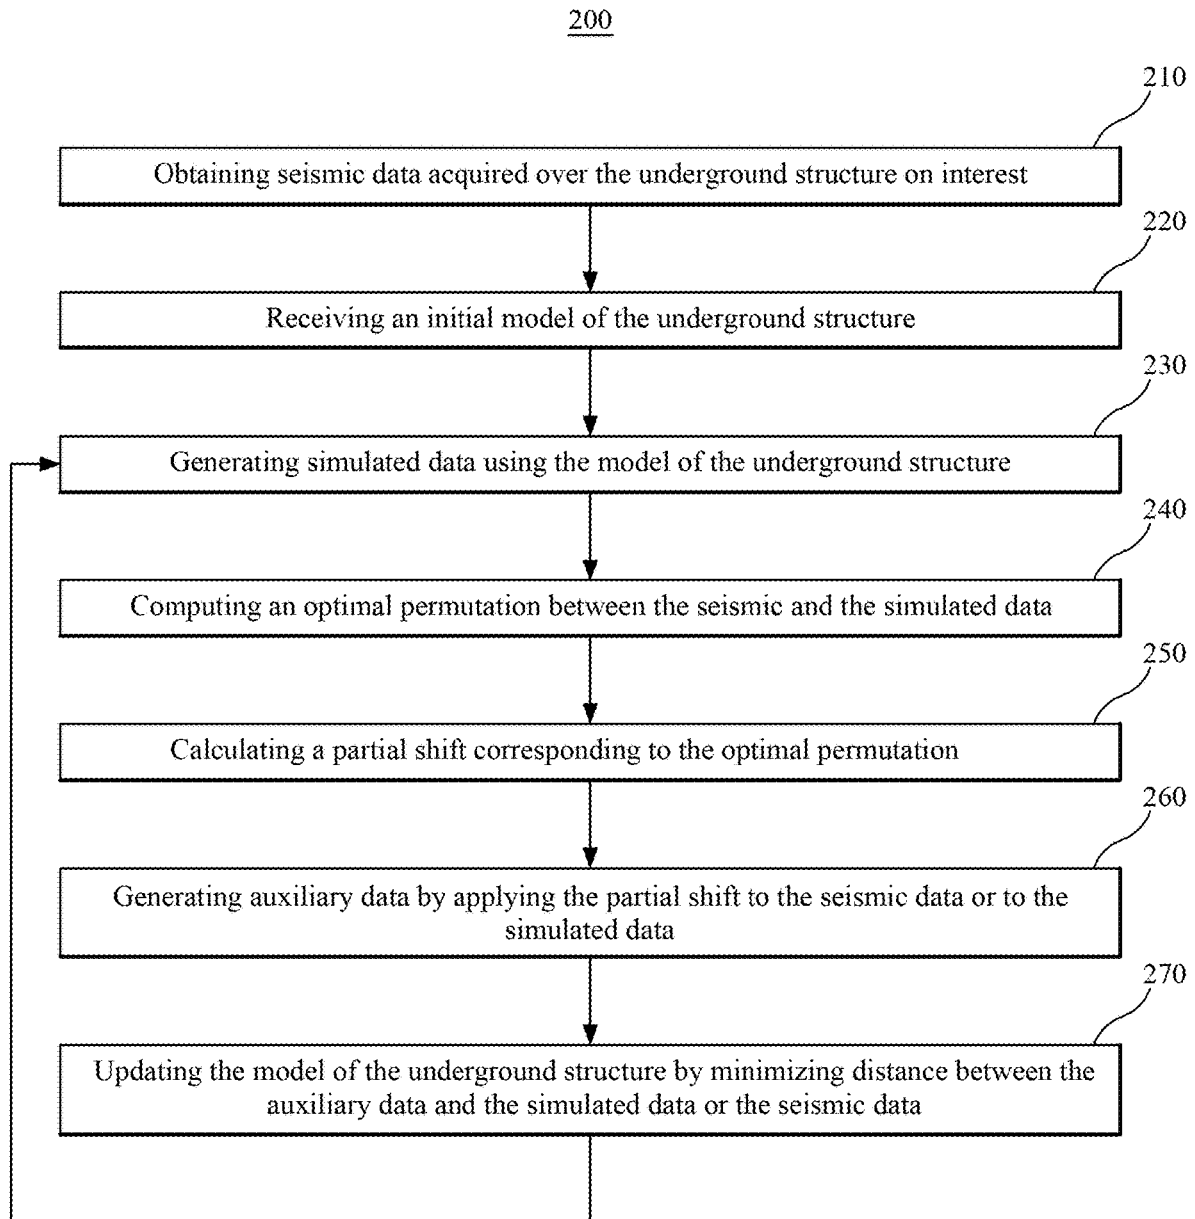 200
210
Obtaining seismic data acquired over the underground structure on interest
220
Receiving an initial model of the underground structure
230
Generating simulated data using the model of the underground structure
240
Computing an optimal permutation between the seismic and the simulated data
250
Calculating a partial shift corresponding to the optimal permutation
260
Generating auxiliary data by applying the partial shift to the seismic data or to the
simulated data
270
Updating the model of the underground structure by minimizing distance between the
auxiliary data and the simulated data or the seismic data